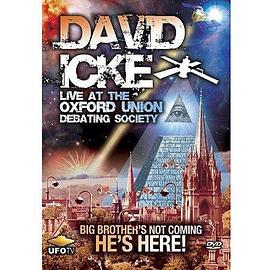 DAVID
ICKE
LIVE AT THE
OXFORD UNION
DEBATING SOCIETY
BIG BROTHER'S NOT COMING
HE'S HERE!
UFOTV
DVD